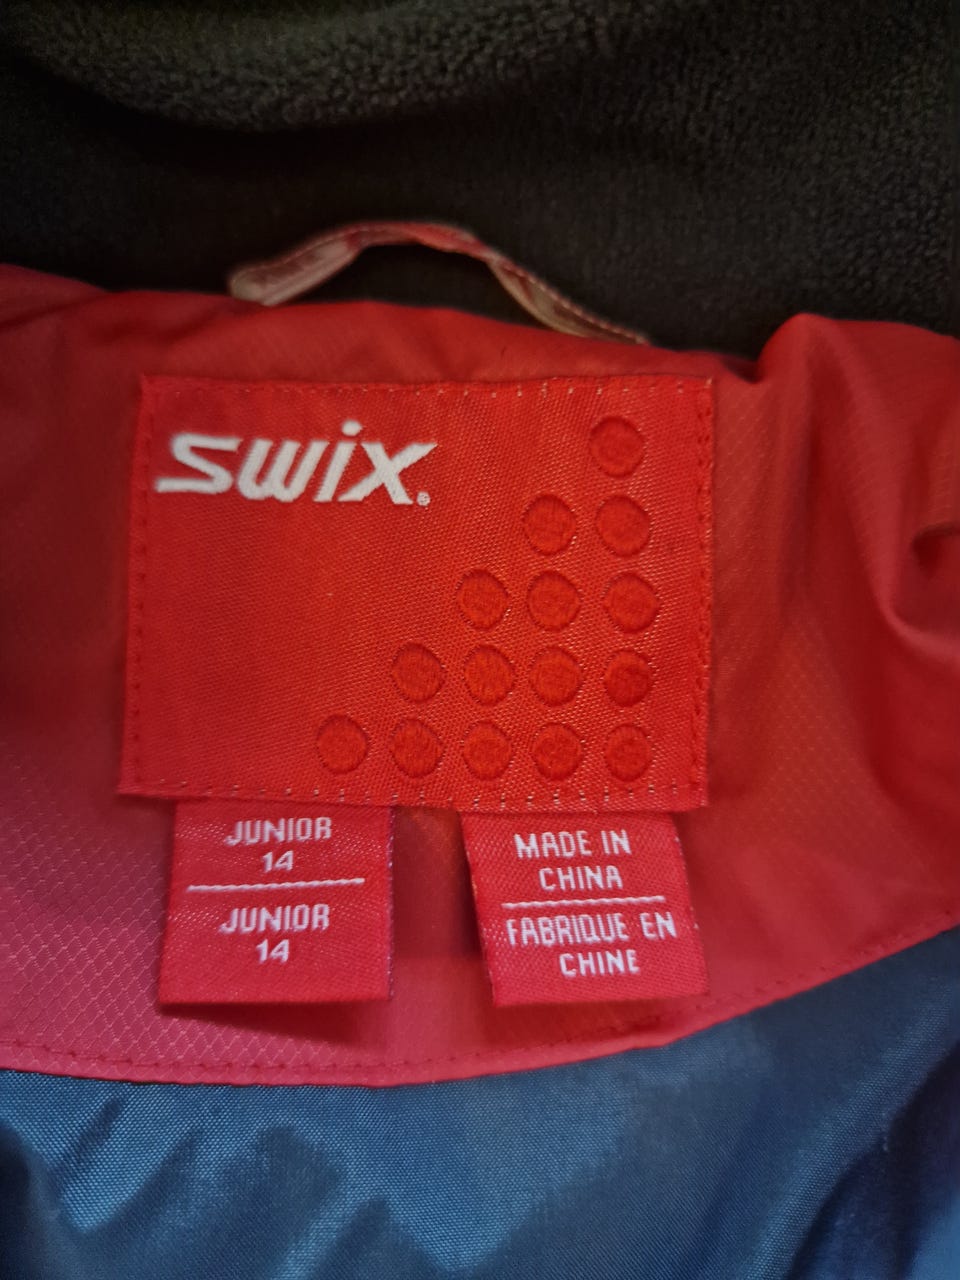 swix.
JUNIOR
14
JUNIOR
14
MADE IN
CHINA
FABRIQUE EN
CHINE